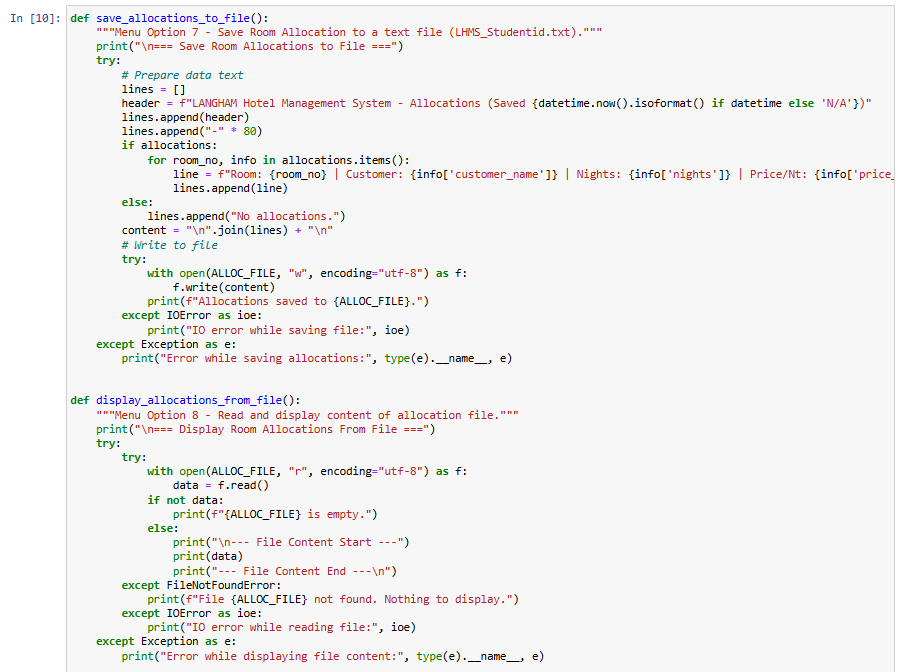 In [10]: def save_allocations_to_file():
    """Menu Option 7 - Save Room Allocation to a text file (LHMS_Studentid.txt)."""
    print("\n=== Save Room Allocations to File ===")
    try:
        # Prepare data text
        lines = []
        header = f"LANGHAM Hotel Management System - Allocations (Saved {datetime.now().isoformat() if datetime else 'N/A'})"
        lines.append(header)
        lines.append("-" * 80)
        if allocations:
            for room_no, info in allocations.items():
                line = f"Room: {room_no} | Customer: {info['customer_name']} | Nights: {info['nights']} | Price/Nt: {info['price_
                lines.append(line)
        else:
            lines.append("No allocations.")
        content = "\n".join(lines) + "\n"
        # Write to file
        try:
            with open(ALLOC_FILE, "w", encoding="utf-8") as f:
                f.write(content)
            print(f"Allocations saved to {ALLOC_FILE}.")
        except IOError as ioe:
            print("IO error while saving file:", ioe)
    except Exception as e:
        print("Error while saving allocations:", type(e).__name__, e)
def display_allocations_from_file():
    """Menu Option 8 - Read and display content of allocation file."""
    print("\n=== Display Room Allocations From File ===")
    try:
        try:
            with open(ALLOC_FILE, "r", encoding="utf-8") as f:
                data = f.read()
            if not data:
                print(f"{ALLOC_FILE} is empty.")
            else:
                print("\n--- File Content Start ---")
                print(data)
                print("--- File Content End ---\n")
        except FileNotFoundError:
            print(f"File {ALLOC_FILE} not found. Nothing to display.")
        except IOError as ioe:
            print("IO error while reading file:", ioe)
    except Exception as e:
        print("Error while displaying file content:", type(e).__name__, e)